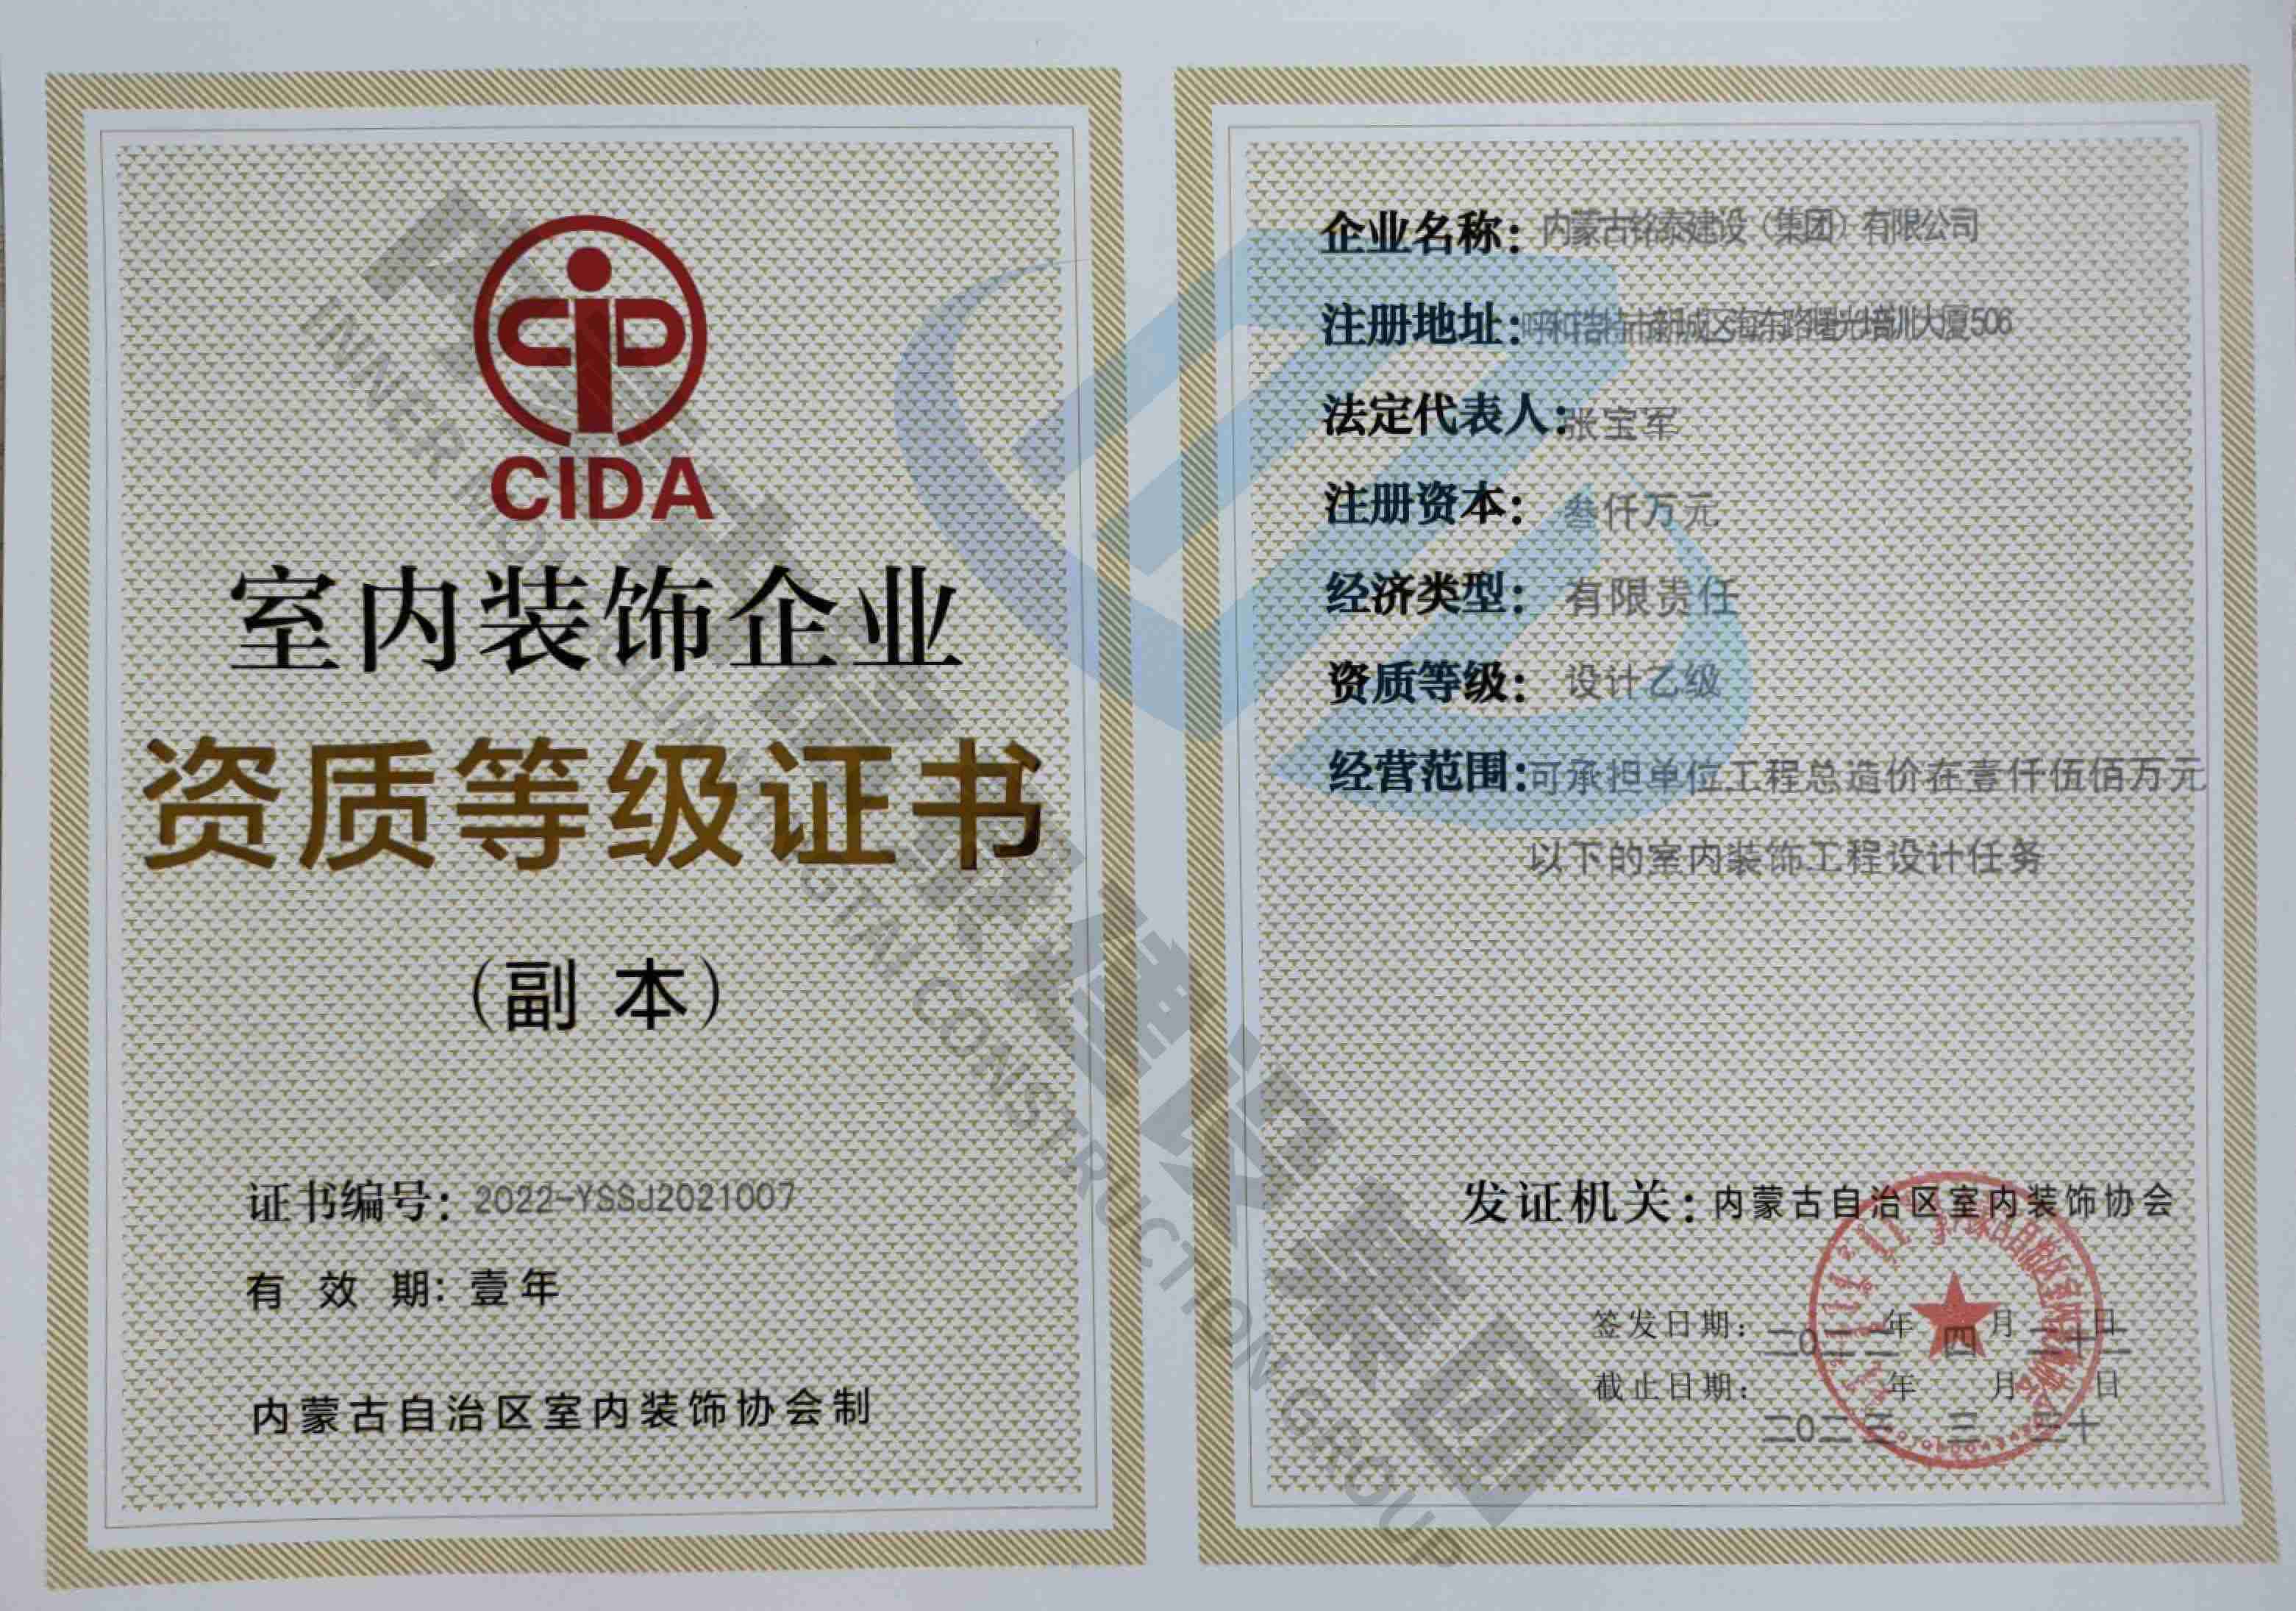 CIDA
室内装饰企业
资质等级证书
（副 本）
证书编号：2022-YSSJ2021007
有 效 期：壹年
内蒙古自治区室内装饰协会制
企业名称：内蒙古铭泰建设（集团）有限公司
注册地址：呼和浩特市新城区海东路曙光培训大厦506
法定代表人：张宝军
注册资本：叁仟万元
经济类型：有限责任
资质等级：设计乙级
经营范围：可承担单位工程总造价在壹仟伍佰万元
以下的室内装饰工程设计任务
发证机关：内蒙古自治区室内装饰协会
签发日期： 年 月 日
二〇二二 四
截止日期： 年 月 日
二〇二三 三 三十
CONSTRUCTION GROUP